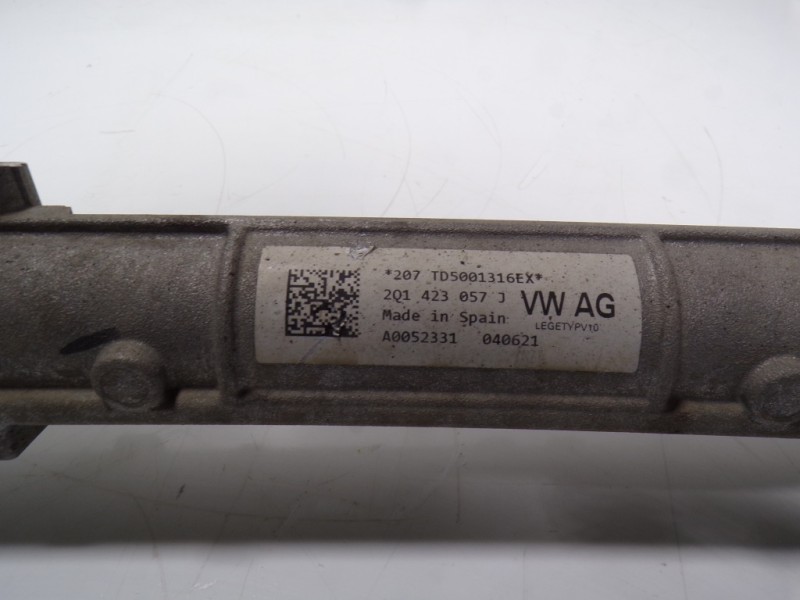 *207 TD5001316EX*
2Q1 423 057 J
VW AG
LEGETYPV10
Made in Spain
A0052331 040621